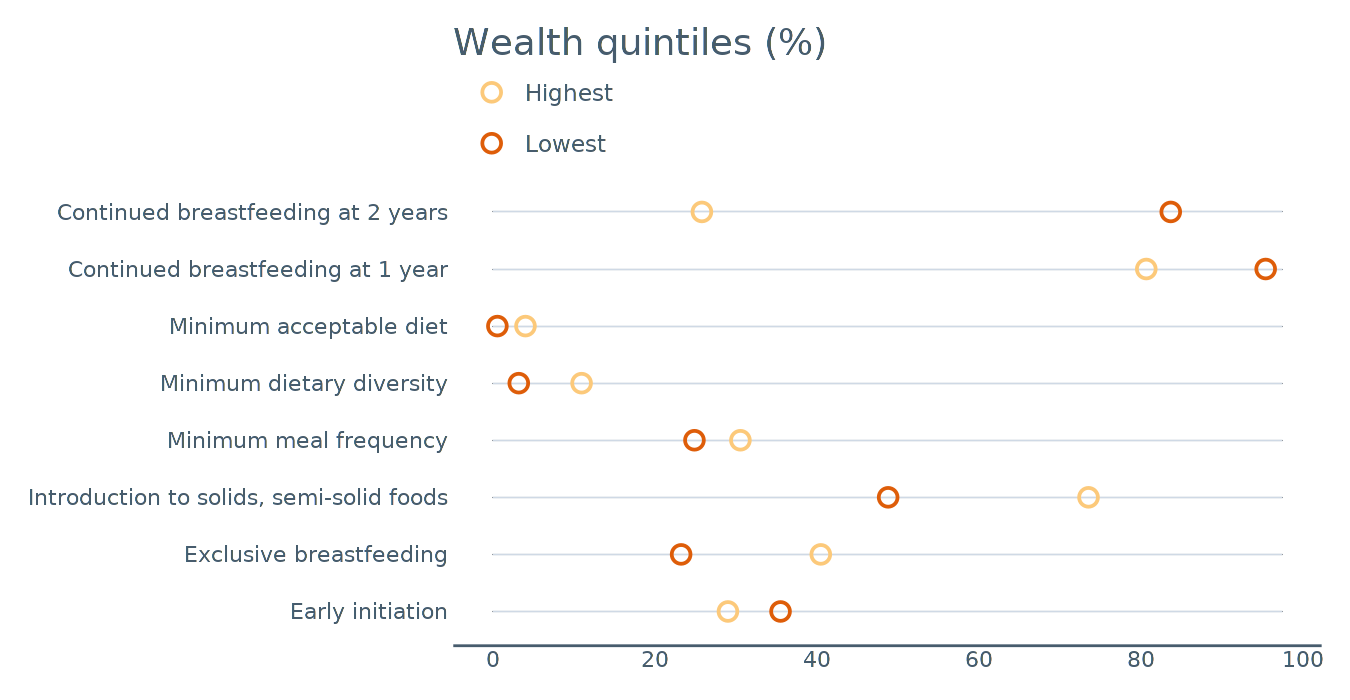 Wealth quintiles (%)
Highest
Lowest
Continued breastfeeding at 2 years
Continued breastfeeding at 1 year
Minimum acceptable diet
Minimum dietary diversity
Minimum meal frequency
Introduction to solids, semi-solid foods
Exclusive breastfeeding
Early initiation
0 20 40 60 80 100